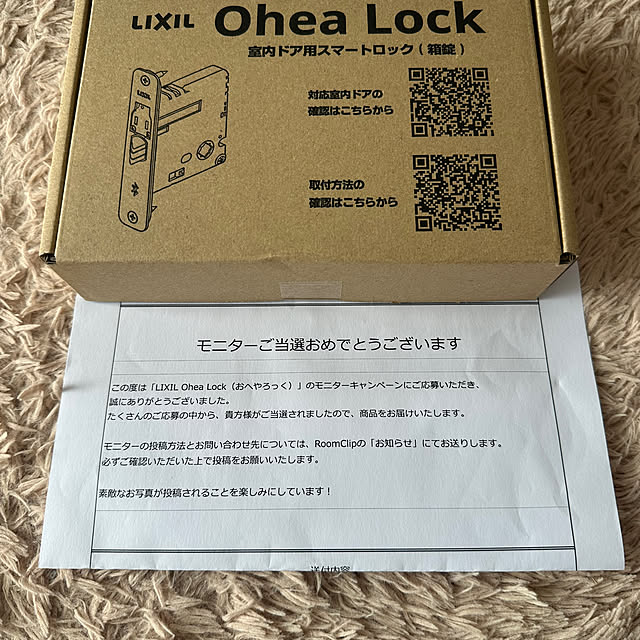 LIXIL Ohea Lock
室内ドア用スマートロック(箱錠)
対応室内ドアの
確認はこちらから
取付方法の
確認はこちらから
モニターご当選おめでとうございます
この度は「LIXIL Ohea Lock（おへやろっく）」のモニターキャンペーンにご応募いただき、
誠にありがとうございました。
たくさんのご応募の中から、貴方様がご当選されましたので、商品をお届けいたします。
モニターの投稿方法とお問い合わせ先については、RoomClipの「お知らせ」にてお送りします。
必ずご確認いただいた上で投稿をお願いいたします。
素敵なお写真が投稿されることを楽しみにしています！
送付内容